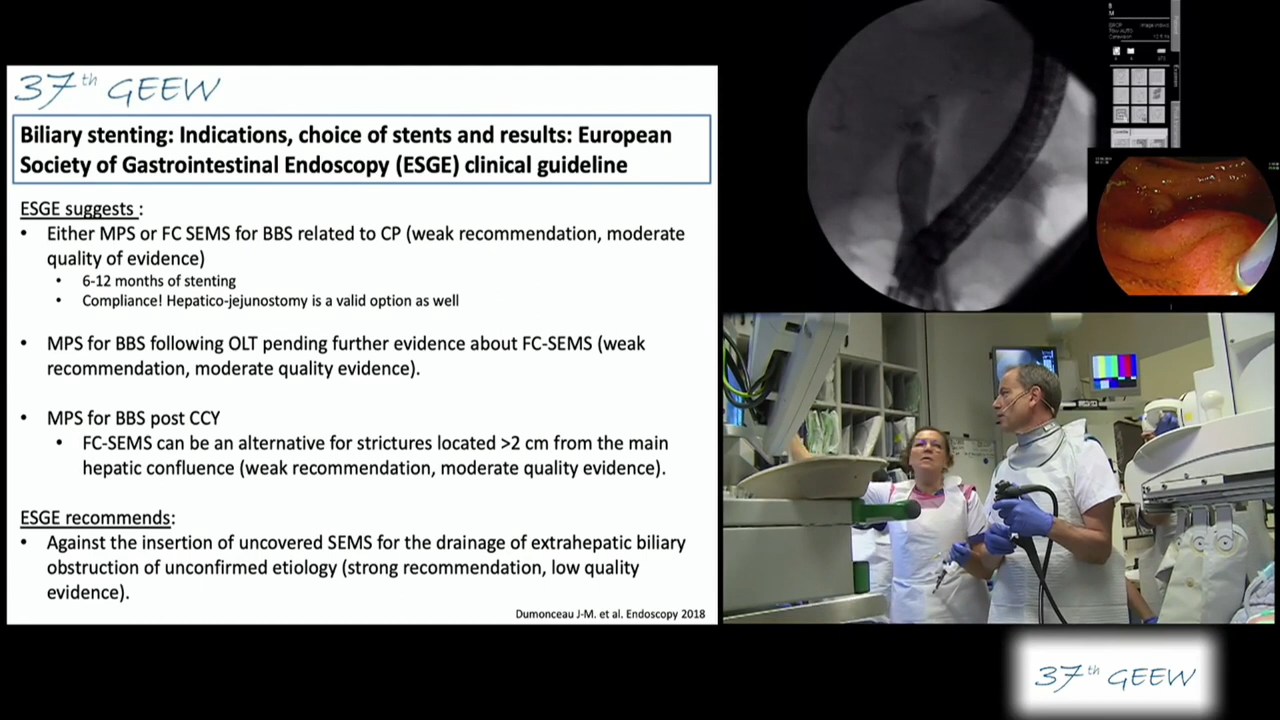 37th GEEW
Biliary stenting: Indications, choice of stents and results: European
Society of Gastrointestinal Endoscopy (ESGE) clinical guideline
ESGE suggests :
• Either MPS or FC SEMS for BBS related to CP (weak recommendation, moderate
quality of evidence)
• 6-12 months of stenting
• Compliance! Hepatico-jejunostomy is a valid option as well
• MPS for BBS following OLT pending further evidence about FC-SEMS (weak
recommendation, moderate quality evidence).
• MPS for BBS post CCY
• FC-SEMS can be an alternative for strictures located >2 cm from the main
hepatic confluence (weak recommendation, moderate quality evidence).
ESGE recommends:
• Against the insertion of uncovered SEMS for the drainage of extrahepatic biliary
obstruction of unconfirmed etiology (strong recommendation, low quality
evidence).
Dumonceau J-M. et al. Endoscopy 2018
B
M
37th GEEW